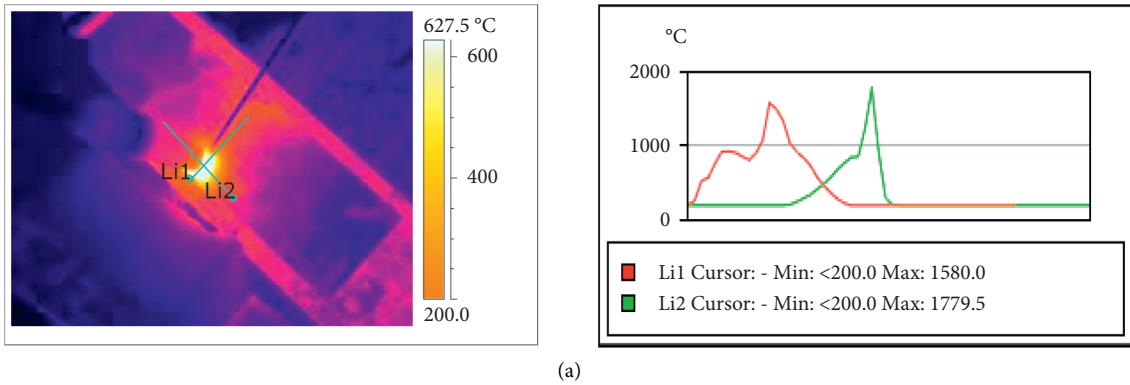 627.5 °C
600
400
200.0
Li1
Li2
°C
2000
1000
0
Li1 Cursor: - Min: <200.0 Max: 1580.0
Li2 Cursor: - Min: <200.0 Max: 1779.5
(a)